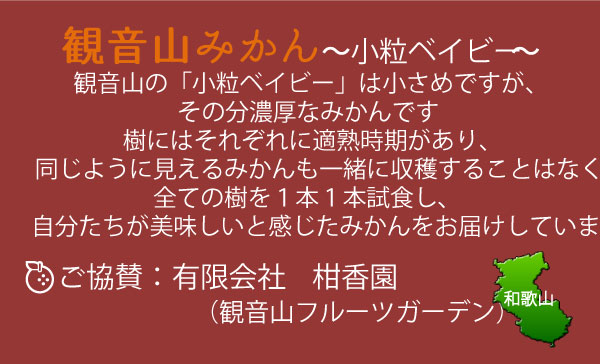 観音山みかん～小粒ベイビー～
観音山の「小粒ベイビー」は小さめですが、
その分濃厚なみかんです
樹にはそれぞれに適熟時期があり、
同じように見えるみかんも一緒に収穫することはなく
全ての樹を１本１本試食し、
自分たちが美味しいと感じたみかんをお届けしていま
ご協賛：有限会社　柑香園
（観音山フルーツガーデン）
和歌山